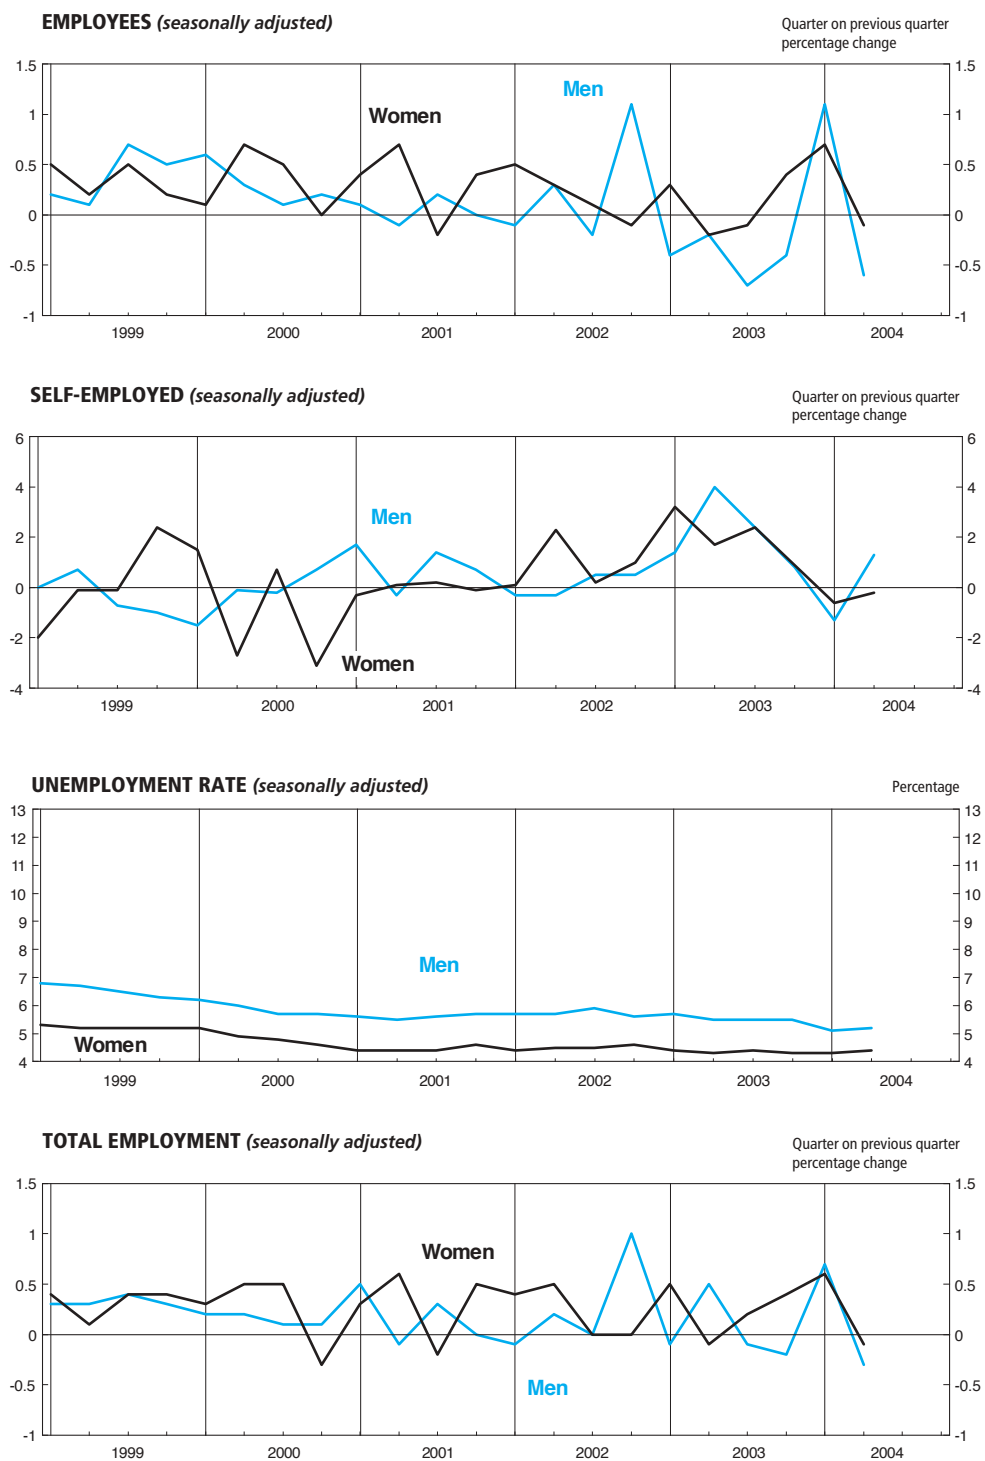 EMPLOYEES (seasonally adjusted)
Quarter on previous quarter
percentage change
1.5 1.5
Men
Women
1 1
0.5 0.5
0 0
-0.5 -0.5
-1 -1
1999 2000 2001 2002 2003 2004
SELF-EMPLOYED (seasonally adjusted)
Quarter on previous quarter
percentage change
6 6
4 4
Men
2 2
0 0
-2 -2
Women
-4 -4
1999 2000 2001 2002 2003 2004
UNEMPLOYMENT RATE (seasonally adjusted)
Percentage
13 13
12 12
11 11
10 10
9 9
8 8
Men
7 7
6 6
5 5
Women
4 4
1999 2000 2001 2002 2003 2004
TOTAL EMPLOYMENT (seasonally adjusted)
Quarter on previous quarter
percentage change
1.5 1.5
1 1
Women
0.5 0.5
0 0
-0.5 -0.5
Men
-1 -1
1999 2000 2001 2002 2003 2004